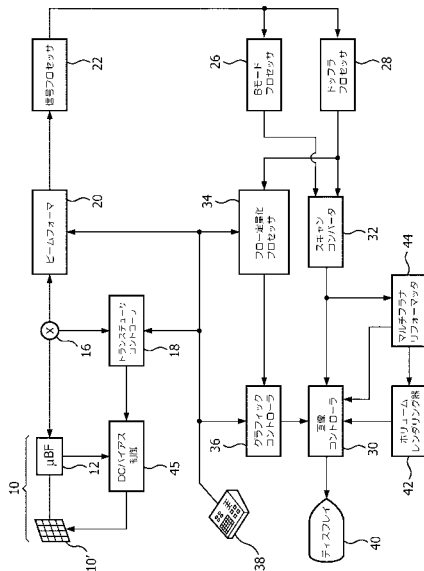 10
10'
μBF
12
X
16
ビームフォーマ
20
信号プロセッサ
22
DCバイアス
制御
45
トランスデューサ
コントローラ
18
Bモード
プロセッサ
26
ドップラ
プロセッサ
28
38
グラフィック
コントローラ
36
フロー定量化
プロセッサ
34
ディスプレイ
40
画像
コントローラ
30
スキャン
コンバータ
32
ボリューム
レンダリング器
42
マルチプラナ
リフォーマッタ
44